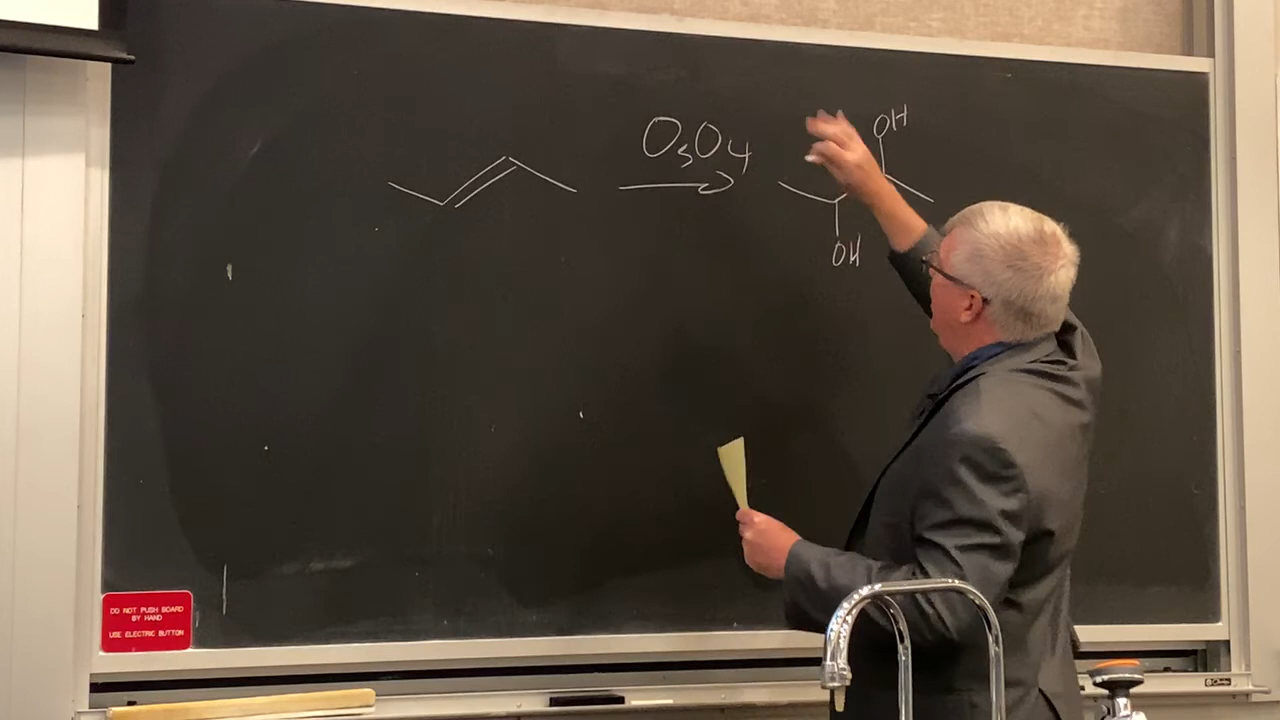 OsO4
OH
OH
DO NOT PUSH BOARD
BY HAND
USE ELECTRIC BUTTON